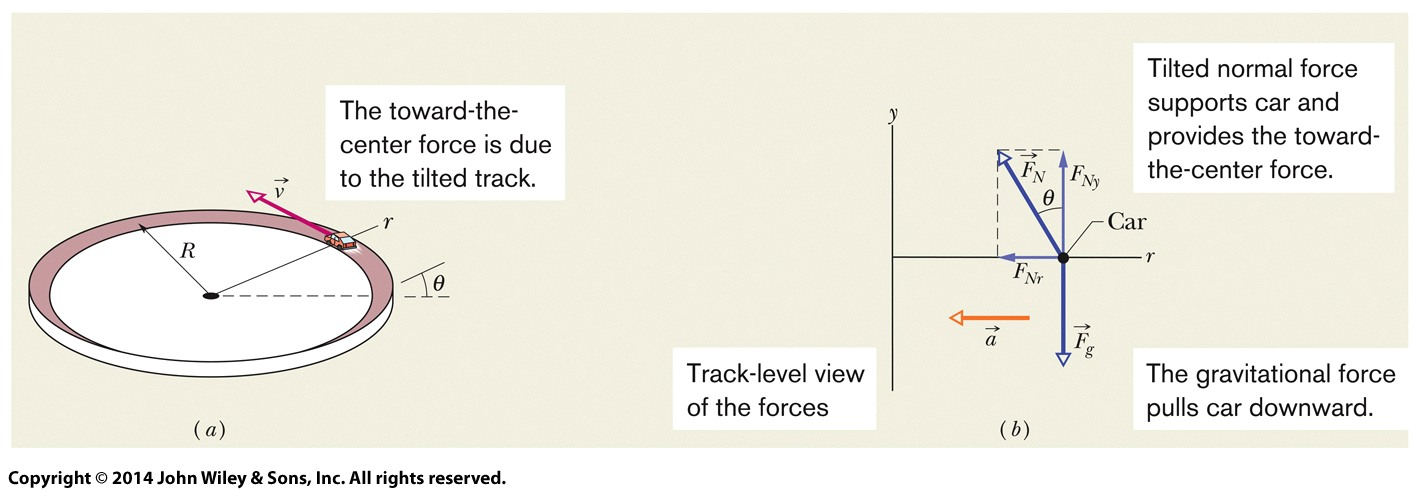 The toward-the-
center force is due
to the tilted track.
v
r
R
θ
(a)
Tilted normal force
supports car and
provides the toward-
the-center force.
y
F_N
F_Ny
θ
Car
r
F_Nr
a
F_g
Track-level view
of the forces
The gravitational force
pulls car downward.
(b)
Copyright © 2014 John Wiley & Sons, Inc. All rights reserved.